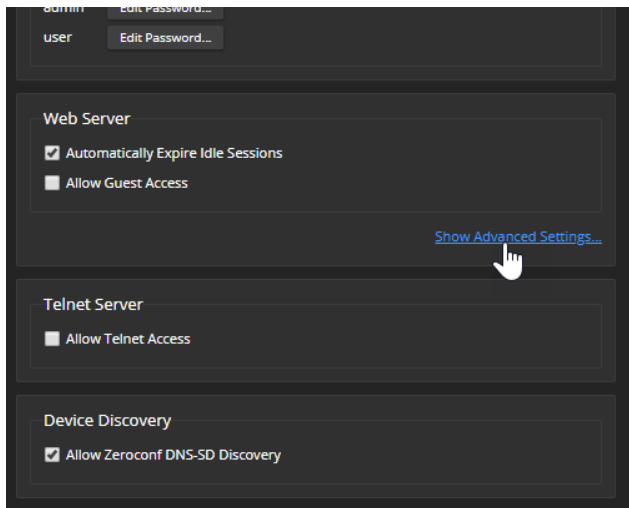 admin Edit Password...
user Edit Password...
Web Server
Automatically Expire Idle Sessions
Allow Guest Access
Show Advanced Settings...
Telnet Server
Allow Telnet Access
Device Discovery
Allow Zeroconf DNS-SD Discovery